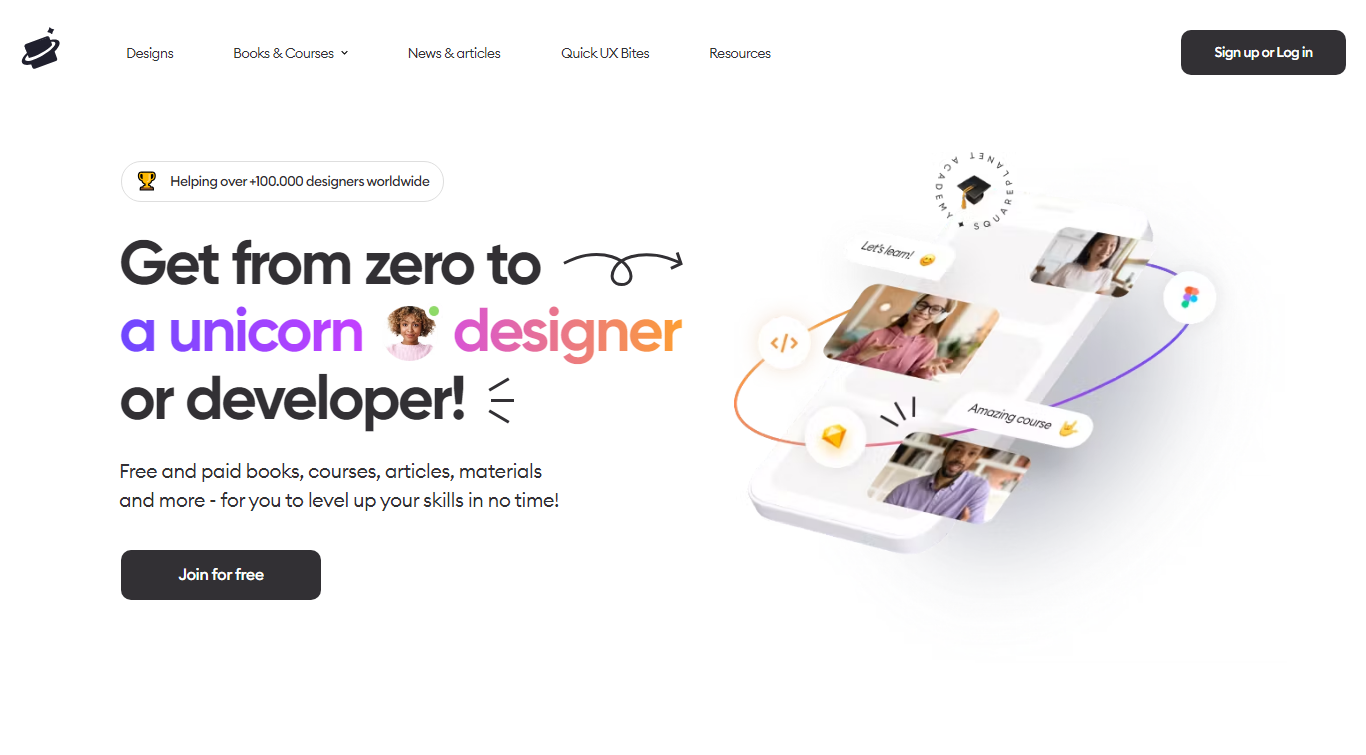 Designs
Books & Courses
News & articles
Quick UX Bites
Resources
Sign up or Log in
Helping over +100.000 designers worldwide
Get from zero to
a unicorn designer
or developer!
Free and paid books, courses, articles, materials
and more - for you to level up your skills in no time!
Join for free
SQUAREPLANET ACADEMY
Let's learn!
</>
Amazing course